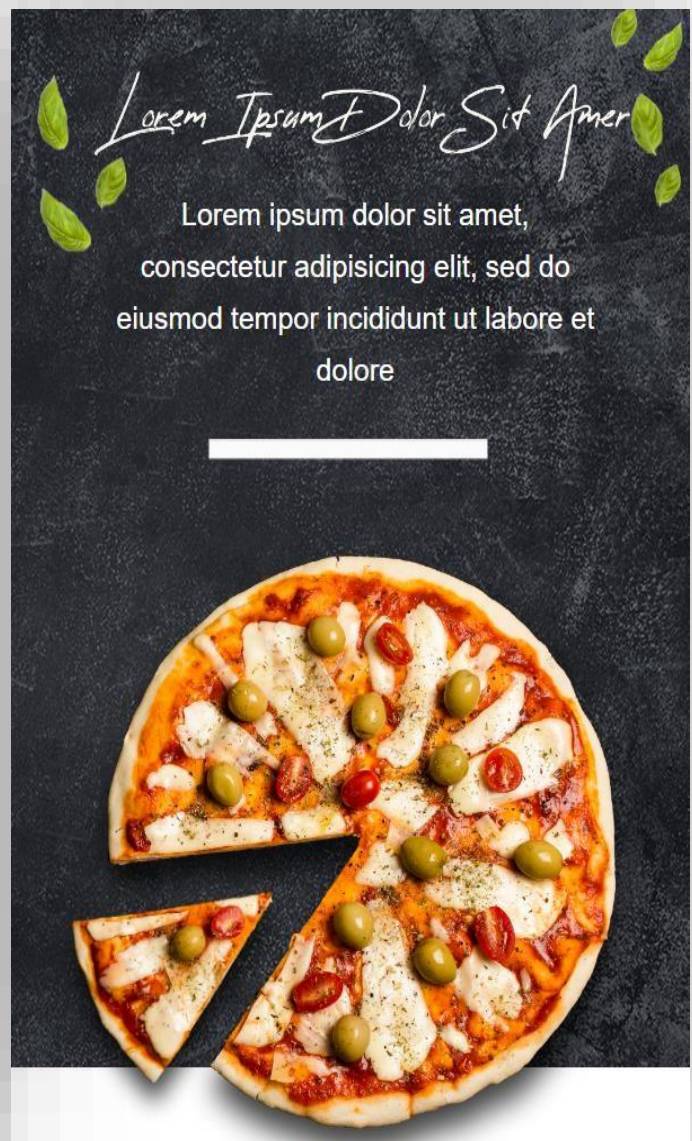 Lorem Ipsum Dolor Sit Amer
Lorem ipsum dolor sit amet,
consectetur adipisicing elit, sed do
eiusmod tempor incididunt ut labore et
dolore